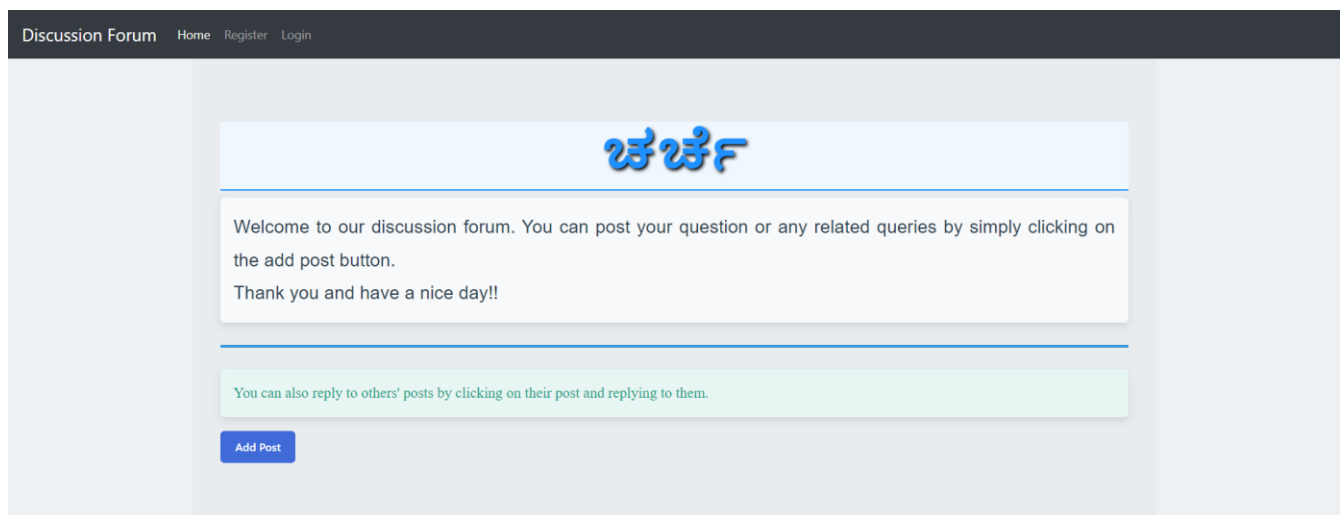 Discussion Forum Home Register Login
ಚರ್ಚೆ
Welcome to our discussion forum. You can post your question or any related queries by simply clicking on
the add post button.
Thank you and have a nice day!!
You can also reply to others' posts by clicking on their post and replying to them.
Add Post